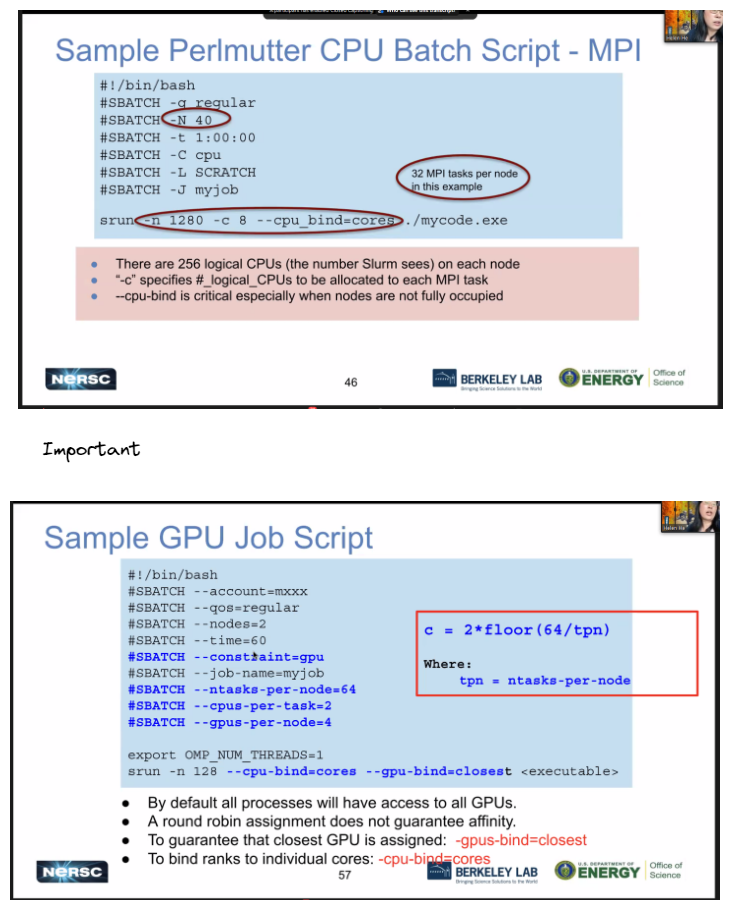 Sample Perlmutter CPU Batch Script - MPI
#!/bin/bash
#SBATCH -q regular
#SBATCH -N 40
#SBATCH -t 1:00:00
#SBATCH -C cpu
#SBATCH -L SCRATCH
#SBATCH -J myjob
32 MPI tasks per node
in this example
srun -n 1280 -c 8 --cpu_bind=cores ./mycode.exe
● There are 256 logical CPUs (the number Slurm sees) on each node
● “-c” specifies #_logical_CPUs to be allocated to each MPI task
● --cpu-bind is critical especially when nodes are not fully occupied
NERSC
46
BERKELEY LAB
Bringing Science Solutions to the World
U.S. DEPARTMENT OF
ENERGY
Office of
Science
Important
Sample GPU Job Script
#!/bin/bash
#SBATCH --account=mxxx
#SBATCH --qos=regular
#SBATCH --nodes=2
#SBATCH --time=60
#SBATCH --constraint=gpu
#SBATCH --job-name=myjob
#SBATCH --ntasks-per-node=64
#SBATCH --cpus-per-task=2
#SBATCH --gpus-per-node=4
c = 2*floor(64/tpn)
Where:
tpn = ntasks-per-node
export OMP_NUM_THREADS=1
srun -n 128 --cpu-bind=cores --gpu-bind=closest <executable>
● By default all processes will have access to all GPUs.
● A round robin assignment does not guarantee affinity.
● To guarantee that closest GPU is assigned: -gpus-bind=closest
● To bind ranks to individual cores: -cpu-bind=cores
NERSC
57
BERKELEY LAB
Bringing Science Solutions to the World
U.S. DEPARTMENT OF
ENERGY
Office of
Science